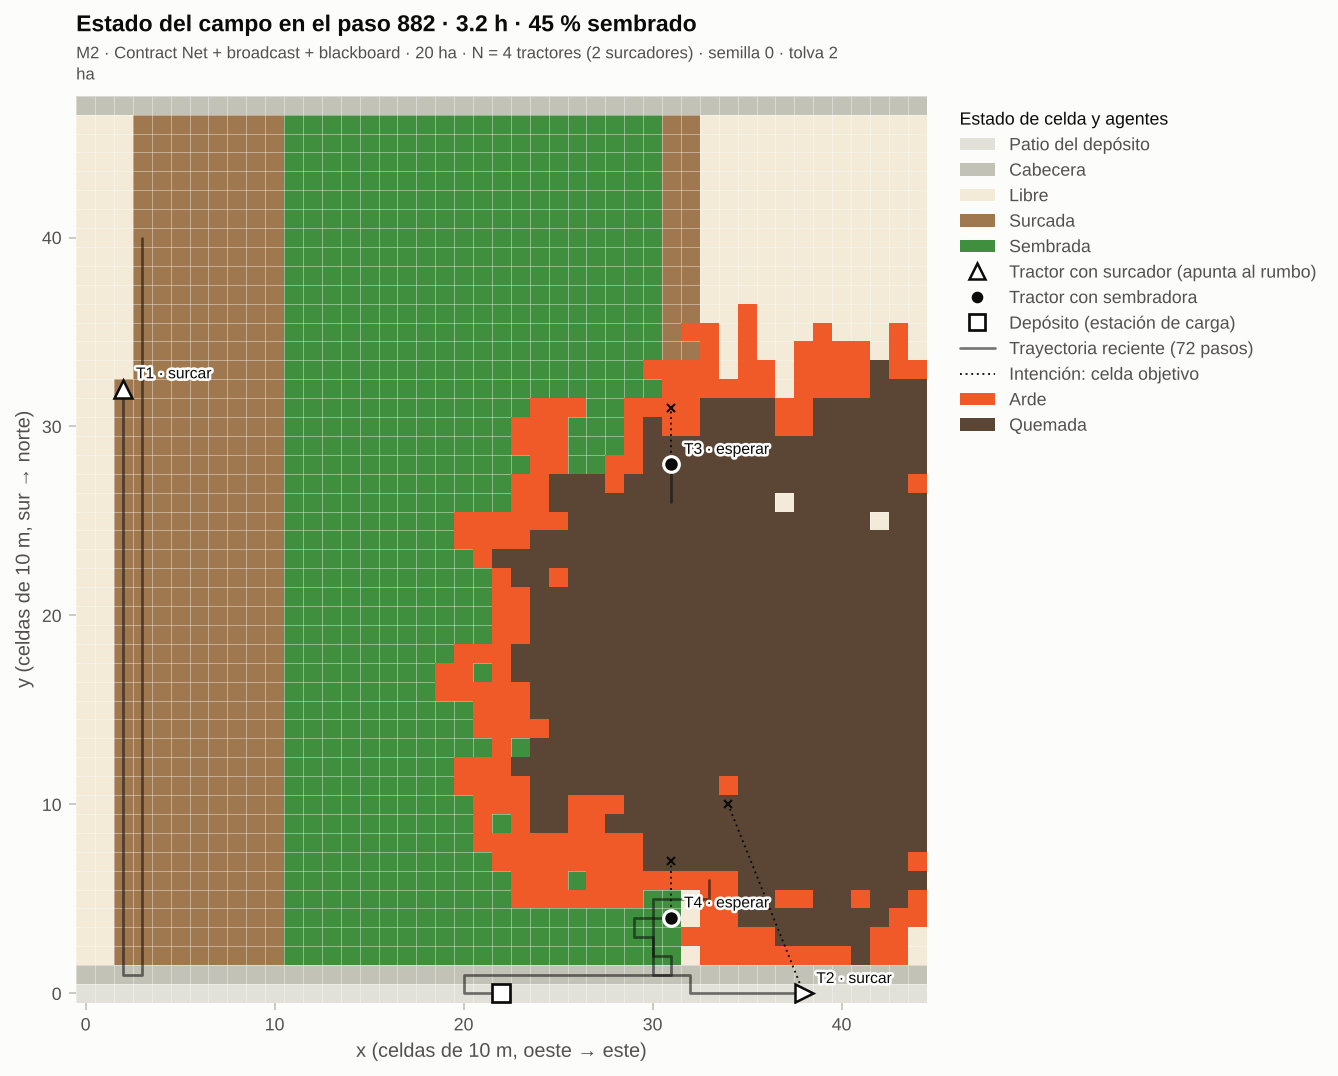 Estado del campo en el paso 882 · 3.2 h · 45 % sembrado
M2 · Contract Net + broadcast + blackboard · 20 ha · N = 4 tractores (2 surcadores) · semilla 0 · tolva 2
ha
Estado de celda y agentes
Patio del depósito
Cabecera
Libre
Surcada
Sembrada
Tractor con surcador (apunta al rumbo)
Tractor con sembradora
Depósito (estación de carga)
Trayectoria reciente (72 pasos)
Intención: celda objetivo
Arde
Quemada
T1 · surcar
T3 · esperar
T4 · esperar
T2 · surcar
y (celdas de 10 m, sur → norte)
40
30
20
10
0
0 10 20 30 40
x (celdas de 10 m, oeste → este)